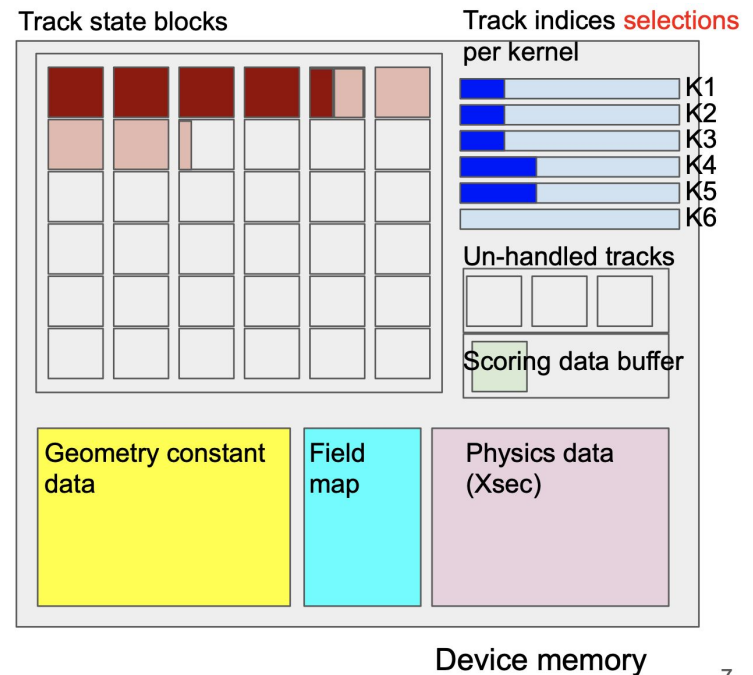 Track state blocks
Track indices selections
per kernel
K1
K2
K3
K4
K5
K6
Un-handled tracks
Scoring data buffer
Geometry constant
data
Field
map
Physics data
(Xsec)
Device memory